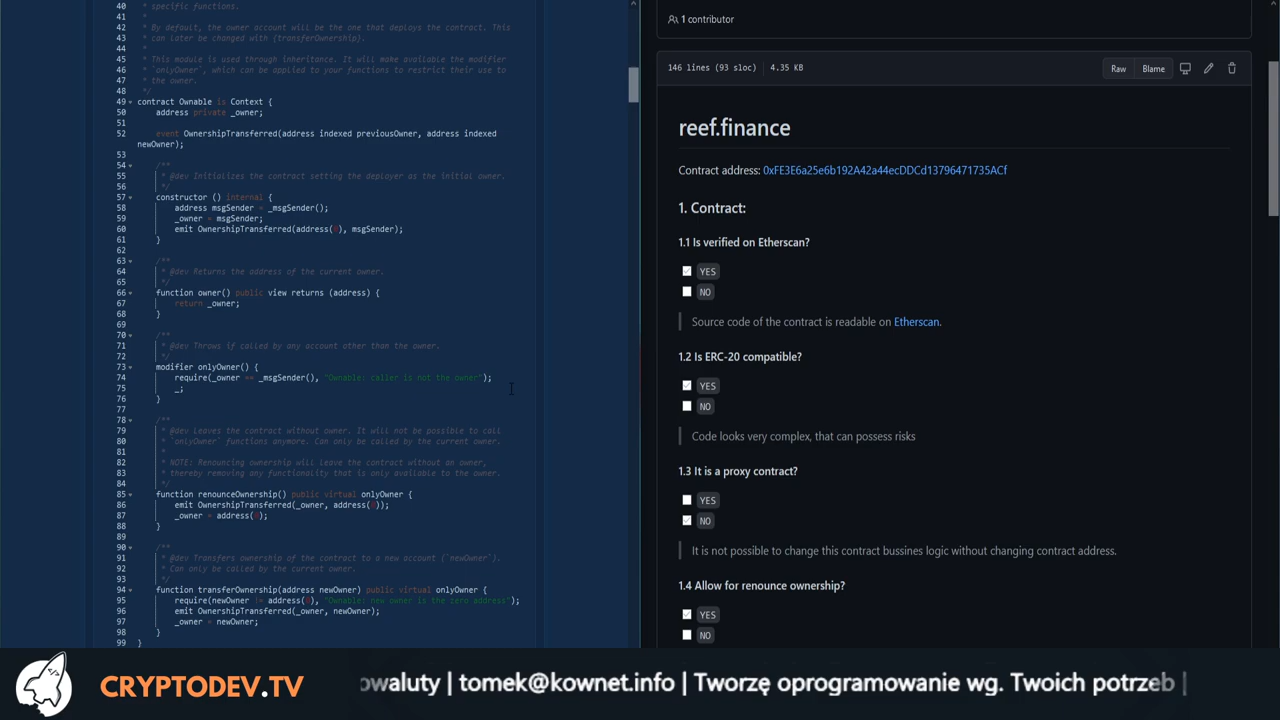 40 * specific functions.
41 *
42 * By default, the owner account will be the one that deploys the contract. This
43 * can later be changed with {transferOwnership}.
44 *
45 * This module is used through inheritance. It will make available the modifier
46 * `onlyOwner`, which can be applied to your functions to restrict their use to
47 * the owner.
48 */
49 contract Ownable is Context {
50 address private _owner;
51
52 event OwnershipTransferred(address indexed previousOwner, address indexed
newOwner);
53
54 /**
55 * @dev Initializes the contract setting the deployer as the initial owner.
56 */
57 constructor () internal {
58 address msgSender = _msgSender();
59 _owner = msgSender;
60 emit OwnershipTransferred(address(0), msgSender);
61 }
62
63 /**
64 * @dev Returns the address of the current owner.
65 */
66 function owner() public view returns (address) {
67 return _owner;
68 }
69
70 /**
71 * @dev Throws if called by any account other than the owner.
72 */
73 modifier onlyOwner() {
74 require(_owner == _msgSender(), "Ownable: caller is not the owner");
75 _;
76 }
77
78 /**
79 * @dev Leaves the contract without owner. It will not be possible to call
80 * `onlyOwner` functions anymore. Can only be called by the current owner.
81 *
82 * NOTE: Renouncing ownership will leave the contract without an owner,
83 * thereby removing any functionality that is only available to the owner.
84 */
85 function renounceOwnership() public virtual onlyOwner {
86 emit OwnershipTransferred(_owner, address(0));
87 _owner = address(0);
88 }
89
90 /**
91 * @dev Transfers ownership of the contract to a new account (`newOwner`).
92 * Can only be called by the current owner.
93 */
94 function transferOwnership(address newOwner) public virtual onlyOwner {
95 require(newOwner != address(0), "Ownable: new owner is the zero address");
96 emit OwnershipTransferred(_owner, newOwner);
97 _owner = newOwner;
98 }
99 }
1 contributor
146 lines (93 sloc) 4.35 KB Raw Blame
reef.finance
Contract address: 0xFE3E6a25e6b192A42a44ecDDCd13796471735ACf
1. Contract:
1.1 Is verified on Etherscan?
YES
NO
Source code of the contract is readable on Etherscan.
1.2 Is ERC-20 compatible?
YES
NO
Code looks very complex, that can possess risks
1.3 It is a proxy contract?
YES
NO
It is not possible to change this contract bussines logic without changing contract address.
1.4 Allow for renounce ownership?
YES
NO
CRYPTODEV.TV
owaluty | tomek@kownet.info | Tworzę oprogramowanie wg. Twoich potrzeb |